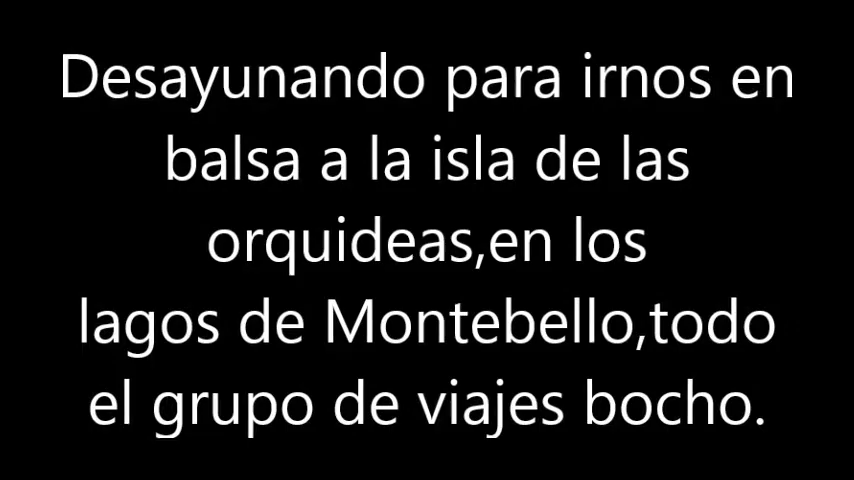 Desayunando para irnos en
balsa a la isla de las
orquideas,en los
lagos de Montebello,todo
el grupo de viajes bocho.